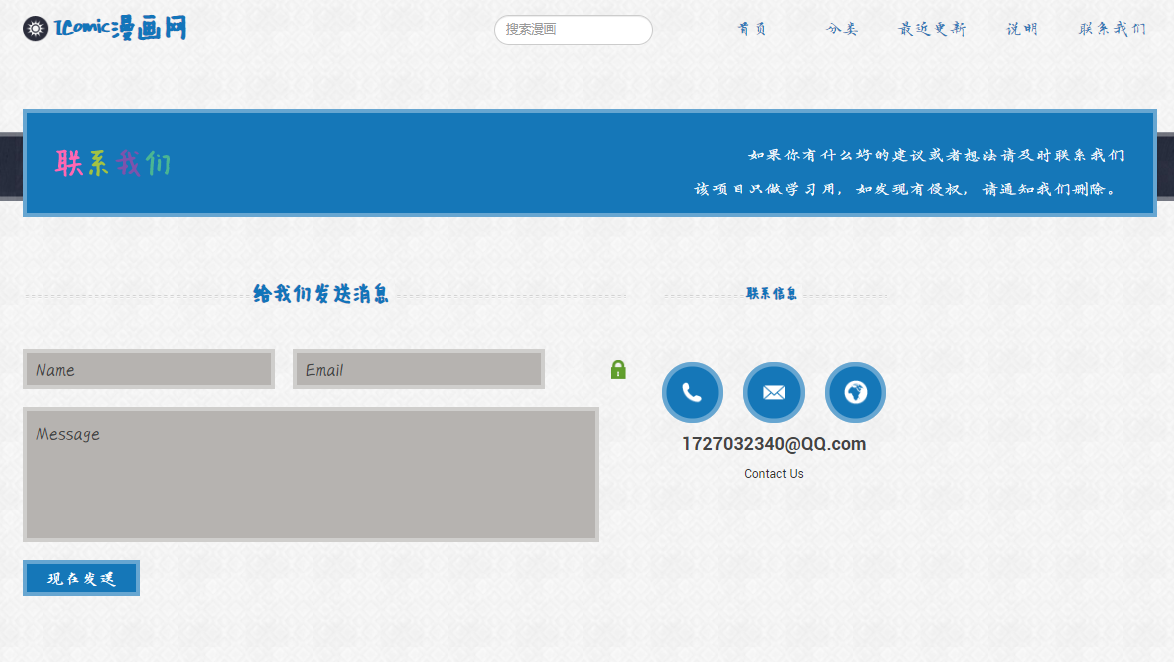 IComic漫画网
搜索漫画
首页 分类 最近更新 说明 联系我们
联系我们
如果你有什么好的建议或者想法请及时联系我们
该项目只做学习用，如发现有侵权，请通知我们删除。
给我们发送消息
联系信息
Name
Email
Message
1727032340@QQ.com
Contact Us
现在发送